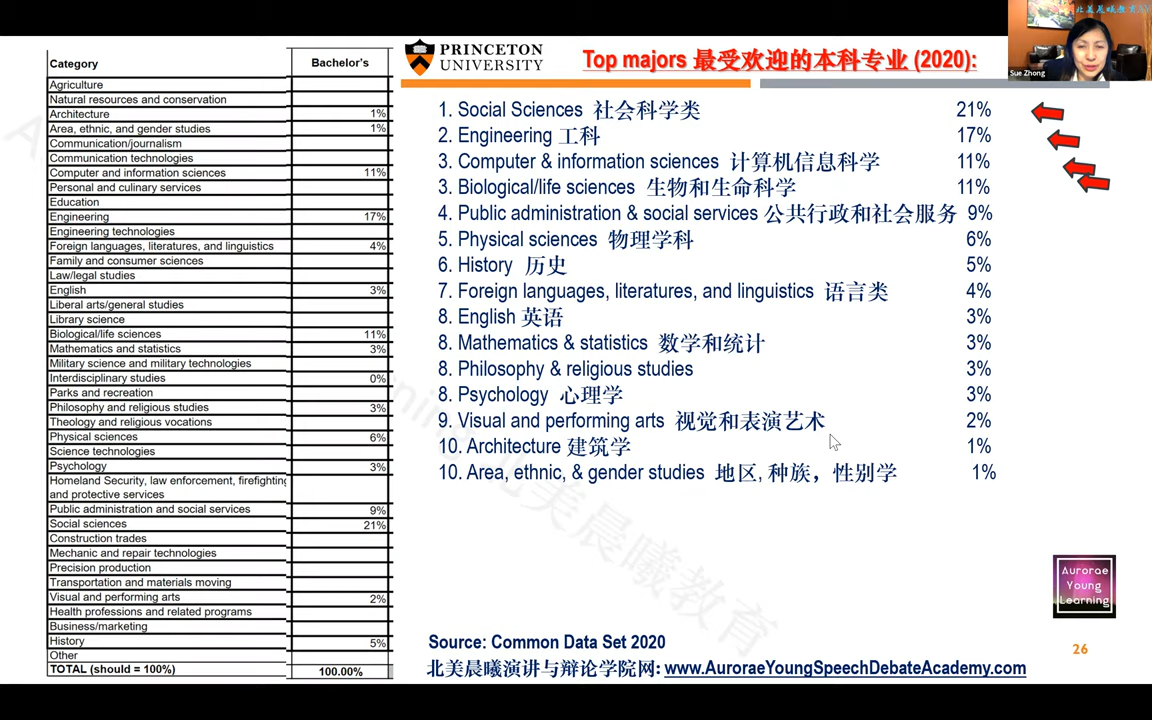 北美晨曦教育
Sue Zhong
PRINCETON
UNIVERSITY
Top majors 最受欢迎的本科专业 (2020):
Category Bachelor's
Agriculture
Natural resources and conservation
Architecture 1%
Area, ethnic, and gender studies 1%
Communication/journalism
Communication technologies
Computer and information sciences 11%
Personal and culinary services
Education
Engineering 17%
Engineering technologies
Foreign languages, literatures, and linguistics 4%
Family and consumer sciences
Law/legal studies
English 3%
Liberal arts/general studies
Library science
Biological/life sciences 11%
Mathematics and statistics 3%
Military science and military technologies
Interdisciplinary studies 0%
Parks and recreation
Philosophy and religious studies 3%
Theology and religious vocations
Physical sciences 6%
Science technologies
Psychology 3%
Homeland Security, law enforcement, firefighting
and protective services
Public administration and social services 9%
Social sciences 21%
Construction trades
Mechanic and repair technologies
Precision production
Transportation and materials moving
Visual and performing arts 2%
Health professions and related programs
Business/marketing
History 5%
Other
TOTAL (should = 100%) 100.00%
1. Social Sciences 社会科学类 21%
2. Engineering 工科 17%
3. Computer & information sciences 计算机信息科学 11%
3. Biological/life sciences 生物和生命科学 11%
4. Public administration & social services 公共行政和社会服务 9%
5. Physical sciences 物理学科 6%
6. History 历史 5%
7. Foreign languages, literatures, and linguistics 语言类 4%
8. English 英语 3%
8. Mathematics & statistics 数学和统计 3%
8. Philosophy & religious studies 3%
8. Psychology 心理学 3%
9. Visual and performing arts 视觉和表演艺术 2%
10. Architecture 建筑学 1%
10. Area, ethnic, & gender studies 地区, 种族，性别学 1%
北美晨曦教育
Aurorae
Young
Learning
Source: Common Data Set 2020
26
北美晨曦演讲与辩论学院网: www.AuroraeYoungSpeechDebateAcademy.com